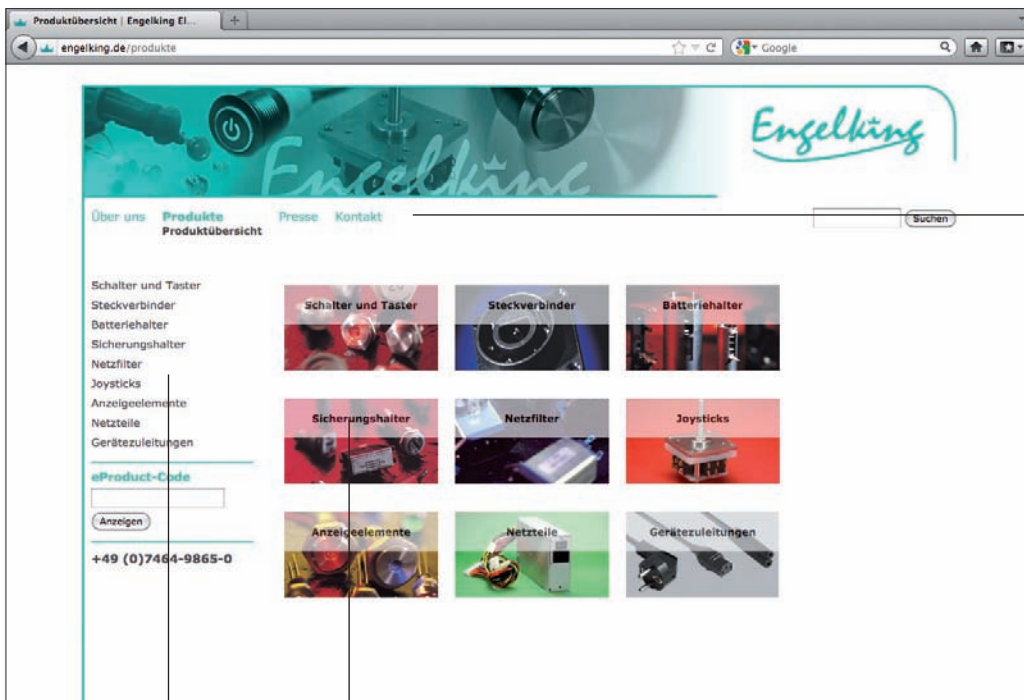 Produktübersicht | Engelking El...
engelking.de/produkte
Google
Engelking
Engelking
Über uns Produkte Presse Kontakt
Suchen
Produktübersicht
Schalter und Taster
Steckverbinder
Batteriehalter
Sicherungshalter
Netzfilter
Joysticks
Anzeigeelemente
Netzteile
Gerätezuleitungen
eProduct-Code
Anzeigen
+49 (0)7464-9865-0
Schalter und Taster
Steckverbinder
Batteriehalter
Sicherungshalter
Netzfilter
Joysticks
Anzeigeelemente
Netzteile
Gerätezuleitungen